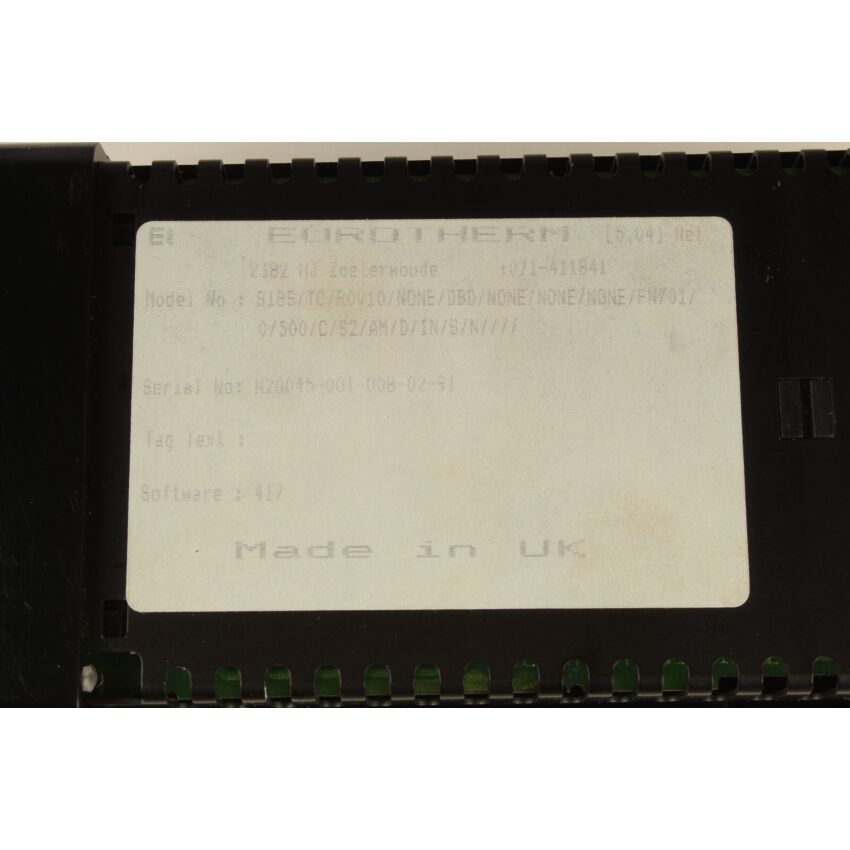 EI EUROTHERM [5.04] Nel
2382 HJ Zoeterwoude :071-411841
Model No : 818S/TC/ROV10/NONE/DBD/NONE/NONE/NONE/FN/01/
0/500/C/S2/AM/D/IN/S/N////
Serial No: N20045-001-008-02-91
Tag Text :
Software : 417
Made in UK